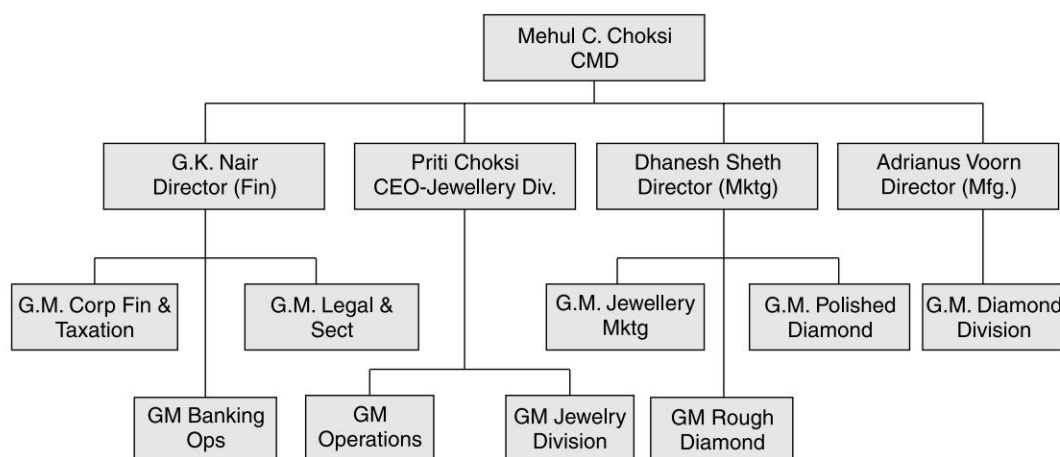 Mehul C. Choksi
CMD
G.K. Nair
Director (Fin)
Priti Choksi
CEO-Jewellery Div.
Dhanesh Sheth
Director (Mktg)
Adrianus Voorn
Director (Mfg.)
G.M. Corp Fin &
Taxation
G.M. Legal &
Sect
G.M. Jewellery
Mktg
G.M. Polished
Diamond
G.M. Diamond
Division
GM Banking
Ops
GM
Operations
GM Jewelry
Division
GM Rough
Diamond